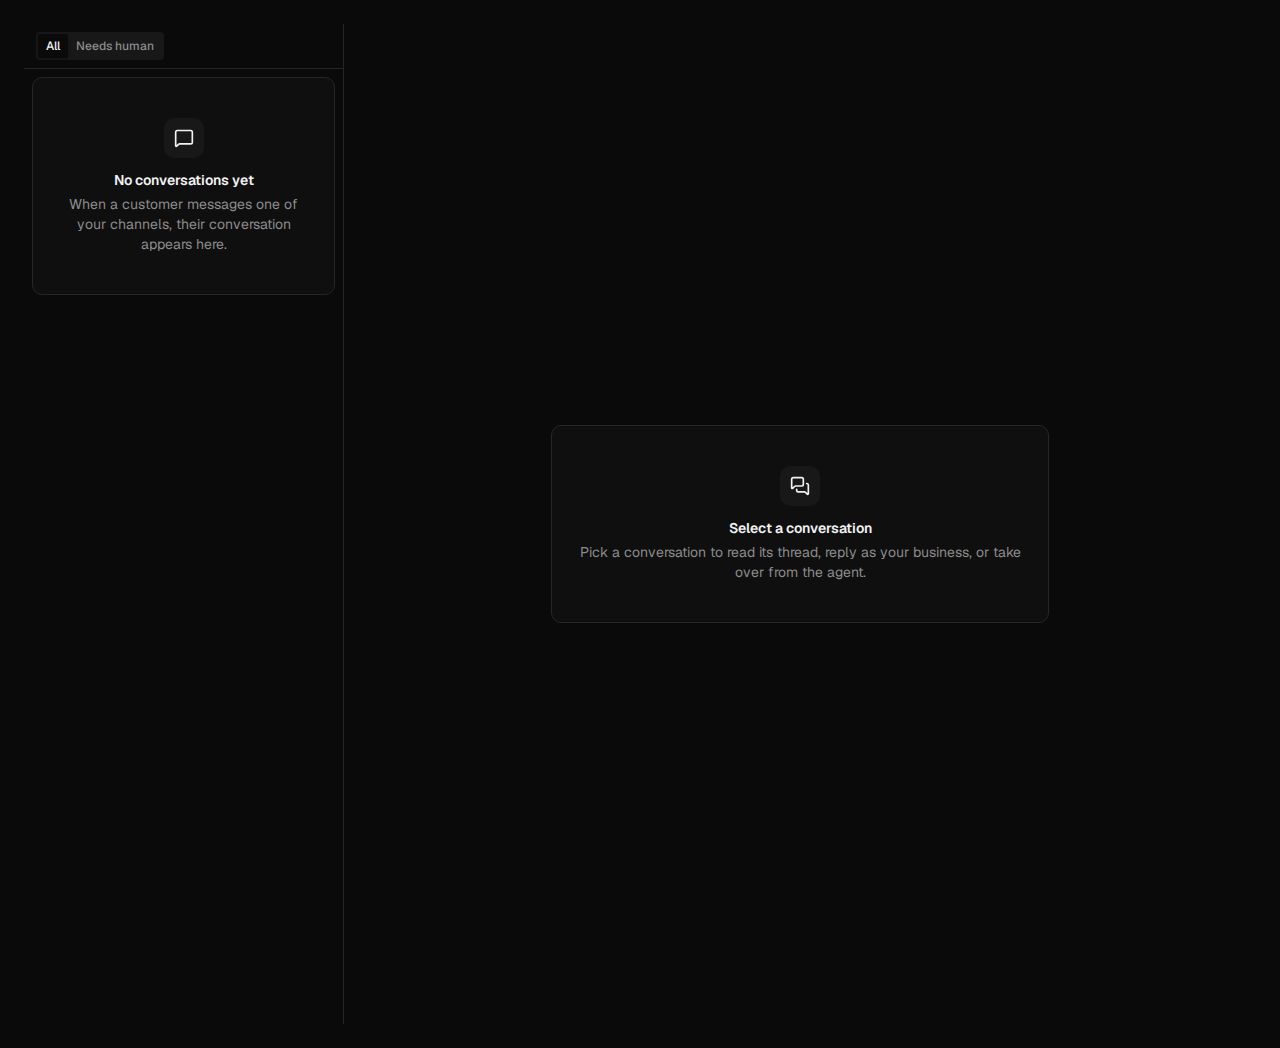 All
Needs human
No conversations yet
When a customer messages one of
your channels, their conversation
appears here.
Select a conversation
Pick a conversation to read its thread, reply as your business, or take
over from the agent.